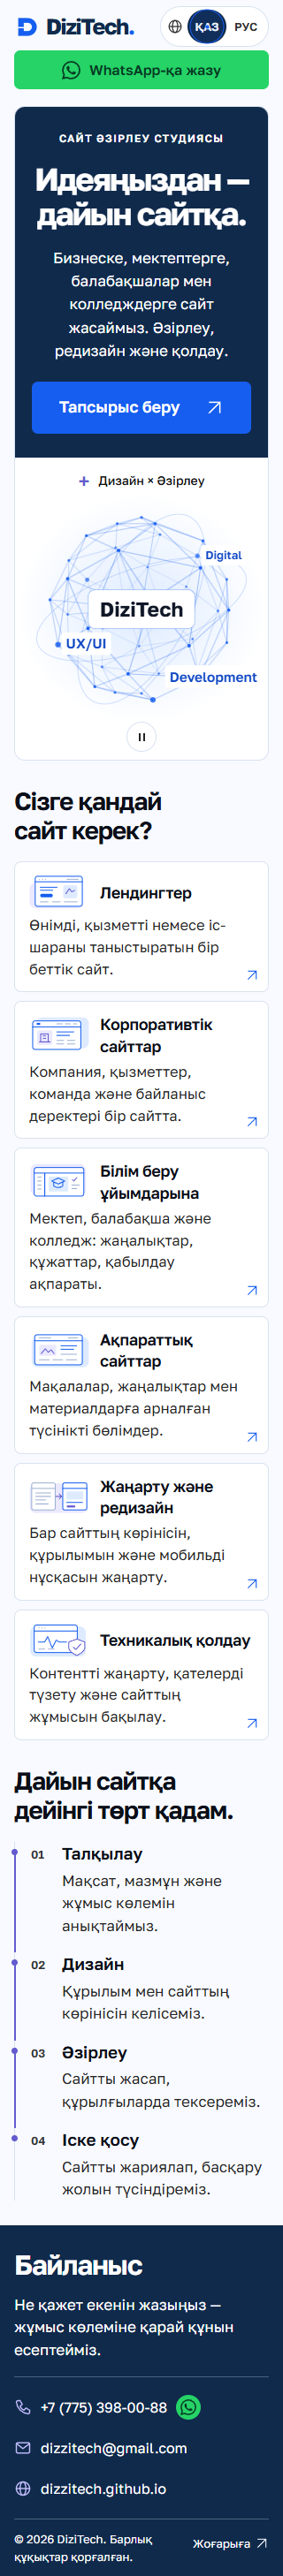 DiziTech.
ҚАЗ
РУС
WhatsApp-қа жазу
САЙТ ӘЗІРЛЕУ СТУДИЯСЫ
Идеяңыздан —
дайын сайтқа.
Бизнеске, мектептерге,
балабақшалар мен
колледждерге сайт
жасаймыз. Әзірлеу,
редизайн және қолдау.
Тапсырыс беру
Дизайн × Әзірлеу
Digital
DiziTech
UX/UI
Development
Сізге қандай
сайт керек?
Лендингтер
Өнімді, қызметті немесе іс-
шараны таныстыратын бір
беттік сайт.
Корпоративтік
сайттар
Компания, қызметтер,
команда және байланыс
деректері бір сайтта.
Білім беру
ұйымдарына
Мектеп, балабақша және
колледж: жаңалықтар,
құжаттар, қабылдау
ақпараты.
Ақпараттық
сайттар
Мақалалар, жаңалықтар мен
материалдарға арналған
түсінікті бөлімдер.
Жаңарту және
редизайн
Бар сайттың көрінісін,
құрылымын және мобильді
нұсқасын жаңарту.
Техникалық қолдау
Контентті жаңарту, қателерді
түзету және сайттың
жұмысын бақылау.
Дайын сайтқа
дейінгі төрт қадам.
01 Талқылау
Мақсат, мазмұн және
жұмыс көлемін
анықтаймыз.
02 Дизайн
Құрылым мен сайттың
көрінісін келісеміз.
03 Әзірлеу
Сайтты жасап,
құрылғыларда тексереміз.
04 Іске қосу
Сайтты жариялап, басқару
жолын түсіндіреміз.
Байланыс
Не қажет екенін жазыңыз —
жұмыс көлеміне қарай құнын
есептейміз.
+7 (775) 398-00-88
dizzitech@gmail.com
dizzitech.github.io
© 2026 DiziTech. Барлық
құқықтар қорғалған.
Жоғарыға